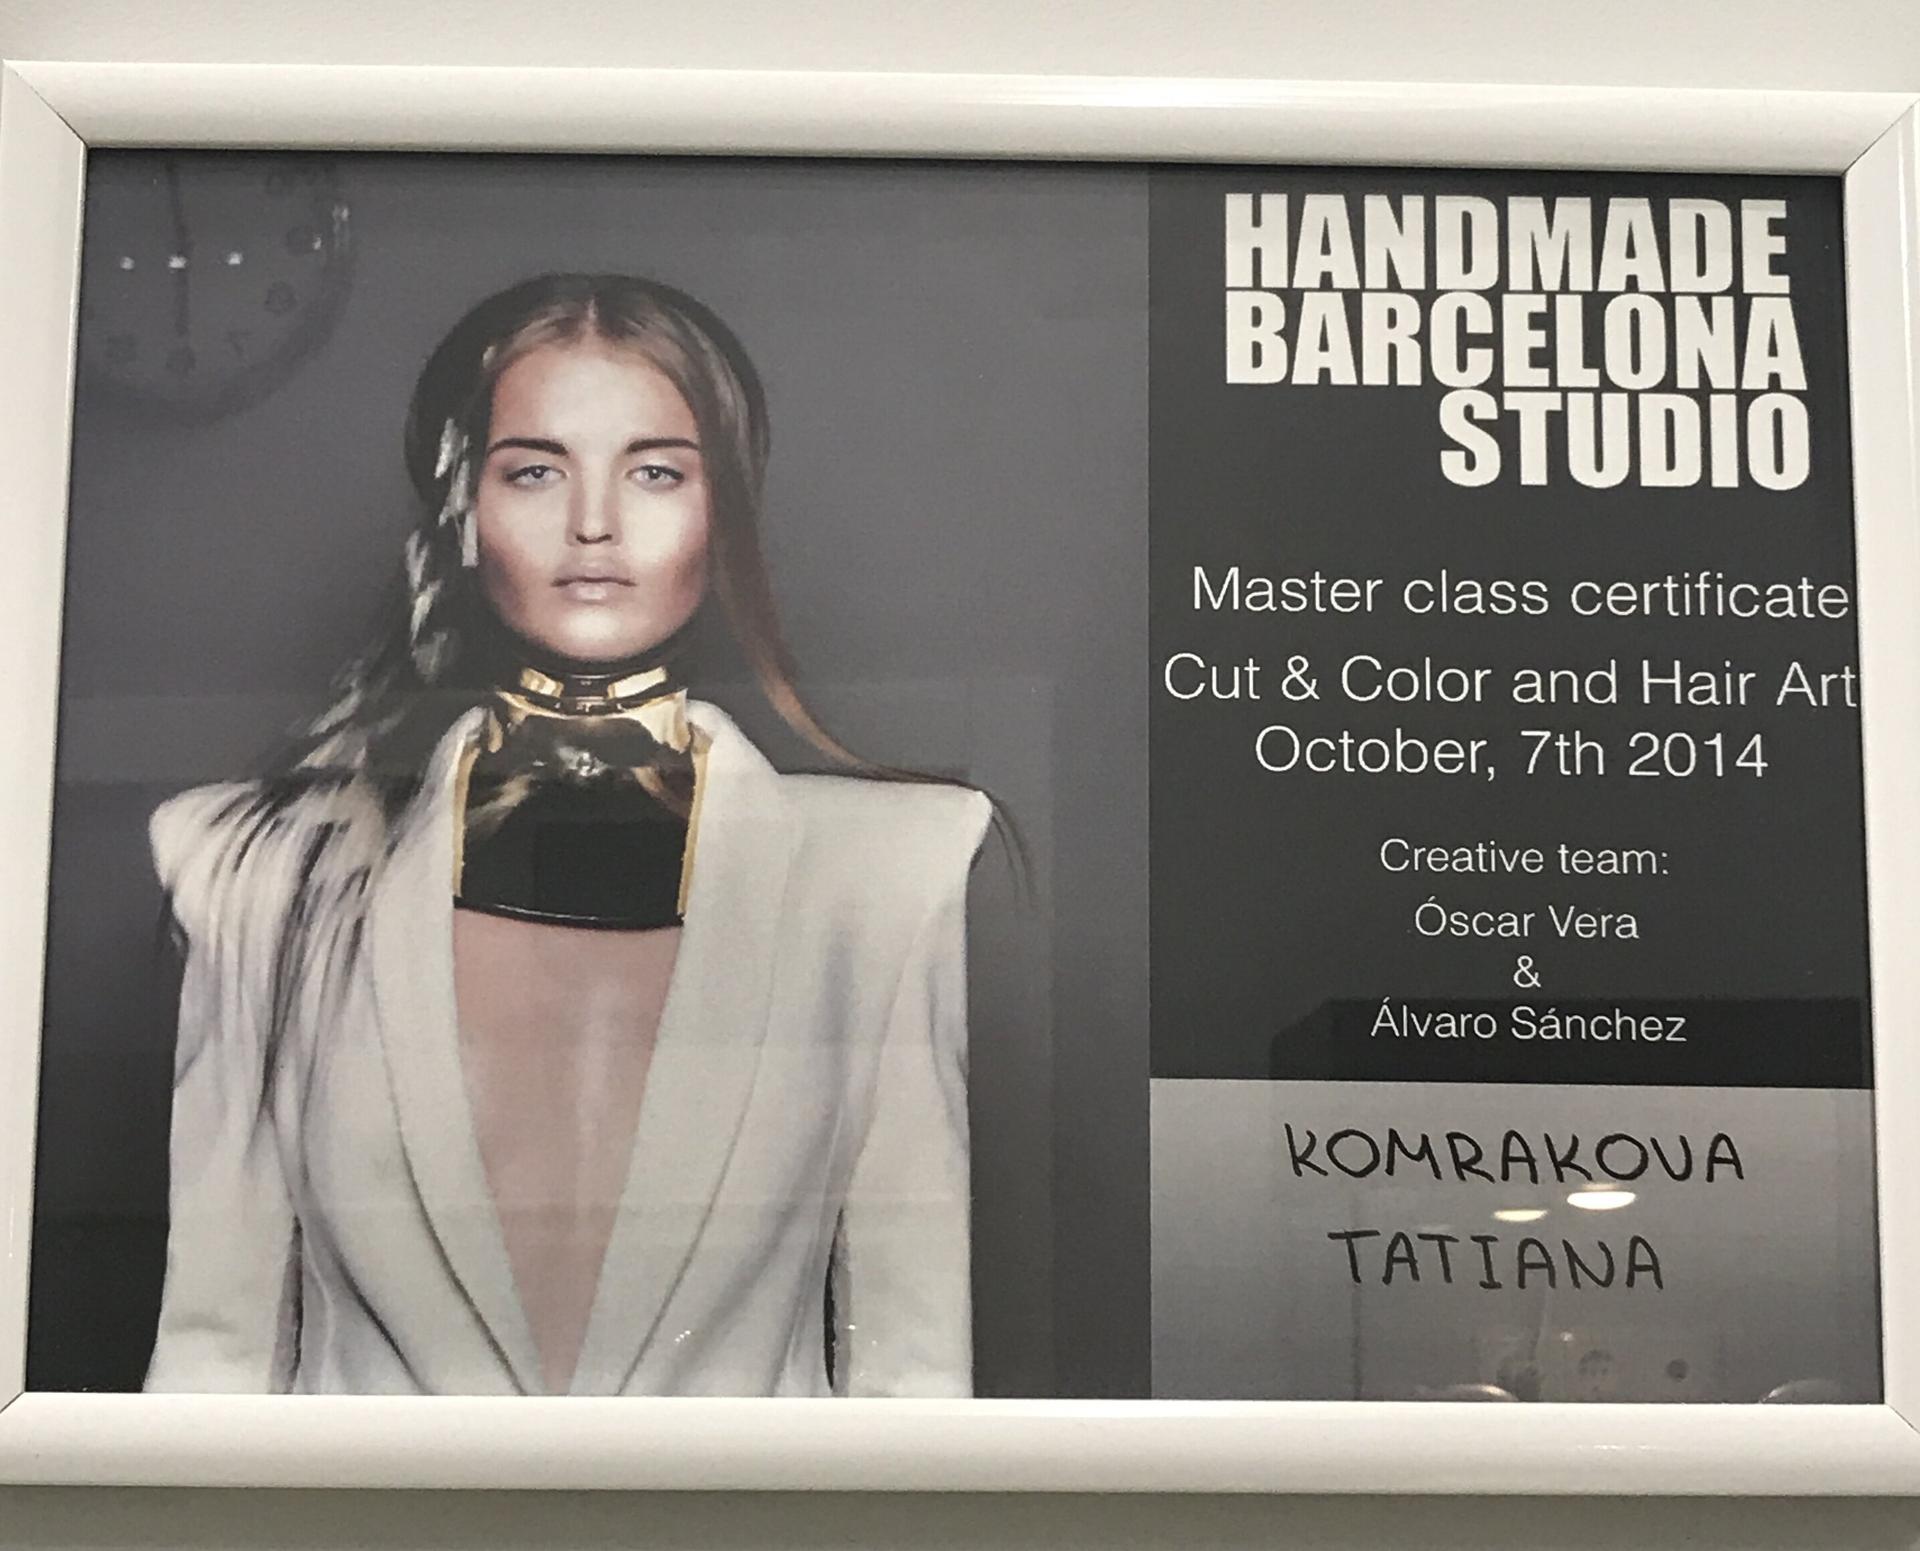 HANDMADE
BARCELONA
STUDIO
Master class certificate
Cut & Color and Hair Art
October, 7th 2014
Creative team:
Óscar Vera
&
Álvaro Sánchez
KOMRAKOVA
TATIANA